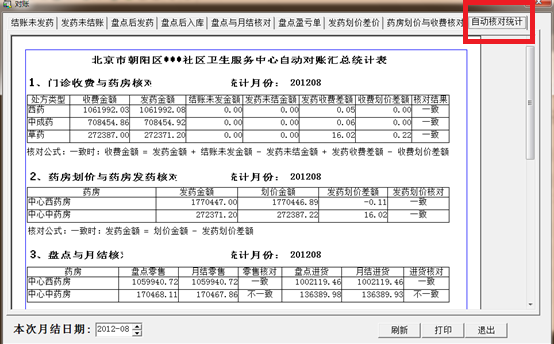 对账
结账未发药 发药未结账 盘点后发药 盘点后入库 盘点与月结核对 盘点盈亏单 发药划价差价 药房划价与收费核对 自动核对统计
北京市朝阳区***社区卫生服务中心自动对账汇总统计表
1、门诊收费与药房核对 统计月份： 201208
处方类型 收费金额 发药金额 结账未发金额 发药未结金额 发药收费差额 收费划价差额 核对结果
西药 1061992.03 1061992.08 0.00 0.00 0.05 0.00 一致
中成药 708454.86 708454.92 0.00 0.00 0.06 0.00 一致
草药 272387.00 272371.20 0.00 0.00 16.02 0.22 一致
核对公式：一致时：收费金额 = 发药金额 + 结账未发金额 - 发药未结金额 + 发药收费差额 - 收费划价差额
2、药房划价与药房发药核对 统计月份： 201208
药房 发药金额 划价金额 发药划价差额 发药划价核对
中心西药房 1770447.00 1770446.89 -0.11 一致
中心中药房 272371.20 272387.22 16.02 一致
核对公式：一致时：发药金额 = 划价金额 - 发药划价差额
3、盘点与月结核对 统计月份： 201208
药房 盘点零售 月结零售 零售核对 盘点进货 月结进货 进货核对
中心西药房 1059940.72 1059940.72 一致 1002119.46 1002119.46 一致
中心中药房 170468.11 170467.86 不一致 136389.98 136389.93 不一致
本次月结日期： 2012-08 刷新 打印 退出